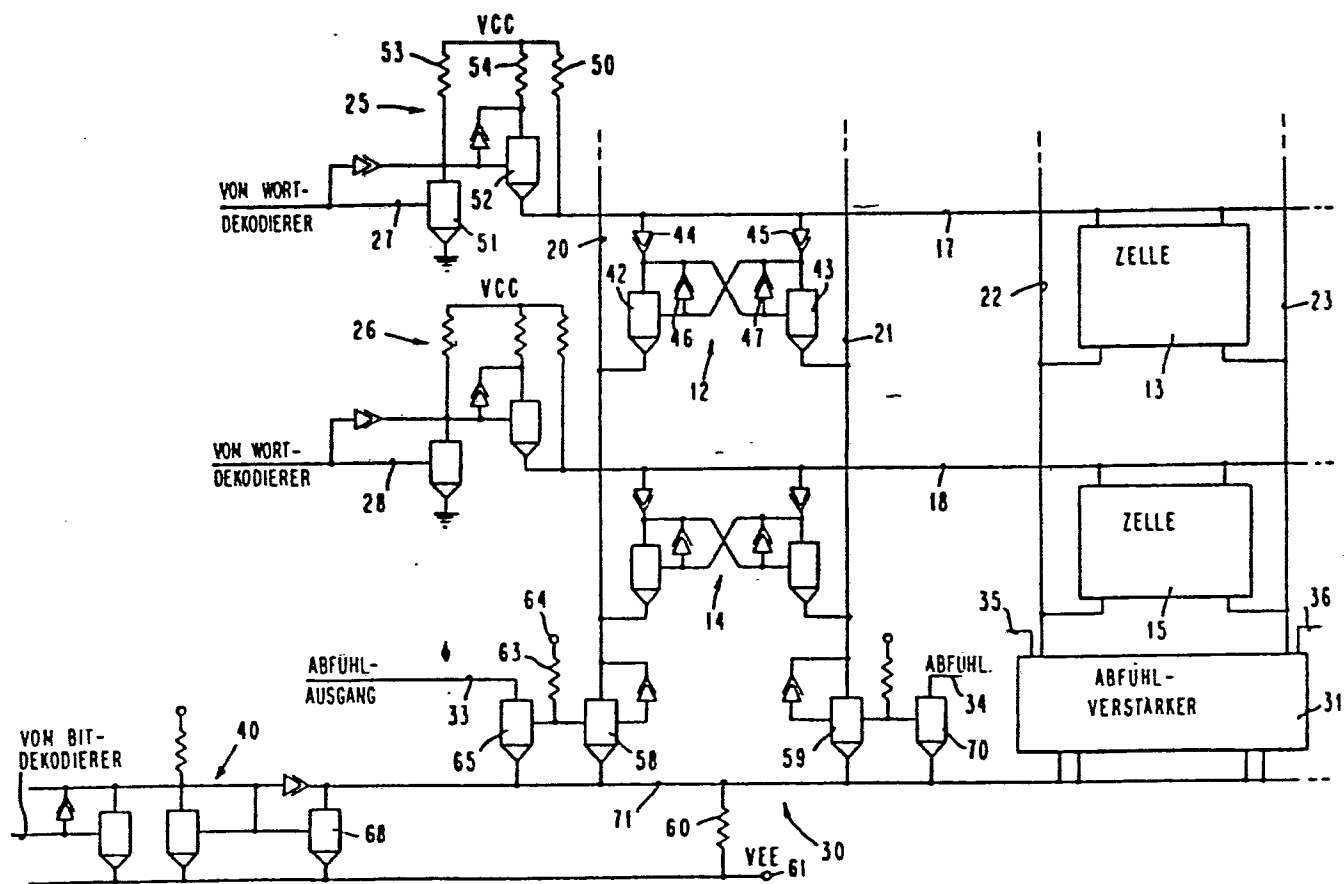 VCC
53
54
50
25
VOM WORT-
DEKODIERER
27
51
52
20
44
45
17
ZELLE
42
43
22
23
46
47
21
12
13
VCC
26
VOM WORT-
DEKODIERER
28
18
ZELLE
14
15
35
36
64
63
ABFÜHL-
AUSGANG
33
65
58
59
ABFÜHL.
34
70
ABFÜHL-
VERSTÄRKER
31
VOM BIT-
DEKODIERER
40
68
71
60
30
VEE
61